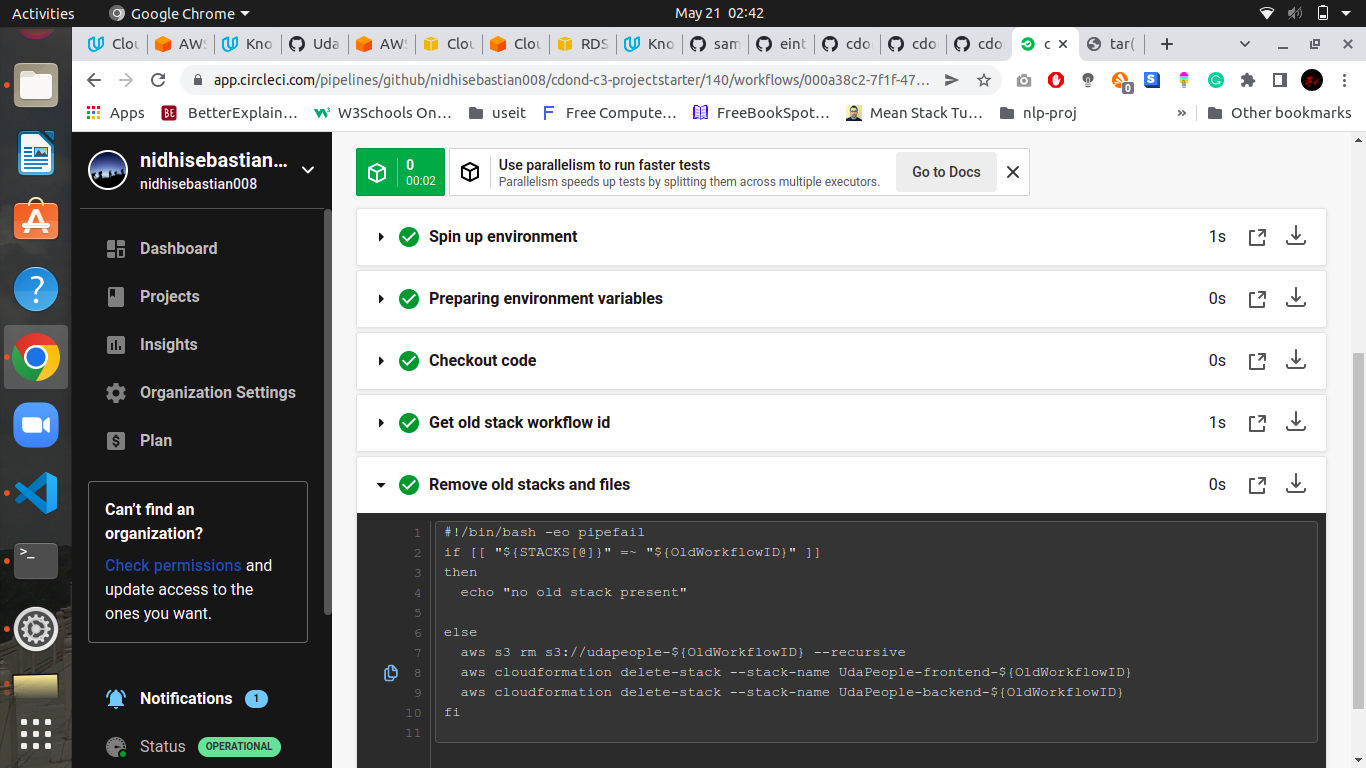 Activities
Google Chrome
May 21 02:42
Clou
AWS
Kno
Uda
AWS
Clou
Clou
RDS
Kno
sam
eint
cdo
cdo
cdo
c
tar(
app.circleci.com/pipelines/github/nidhisebastian008/cdond-c3-projectstarter/140/workflows/000a38c2-7f1f-47...
0
Apps
BE
BetterExplain...
W3Schools On...
useit
Free Compute...
FreeBookSpot...
Mean Stack Tu...
nlp-proj
»
Other bookmarks
nidhisebastian...
nidhisebastian008
Dashboard
Projects
Insights
Organization Settings
Plan
Can't find an
organization?
Check permissions and
update access to the
ones you want.
Notifications
1
Status
OPERATIONAL
0
00:02
Use parallelism to run faster tests
Parallelism speeds up tests by splitting them across multiple executors.
Go to Docs
Spin up environment
1s
Preparing environment variables
0s
Checkout code
0s
Get old stack workflow id
1s
Remove old stacks and files
0s
1 #!/bin/bash -eo pipefail
2 if [[ "${STACKS[@]}" =~ "${OldWorkflowID}" ]]
3 then
4 echo "no old stack present"
5
6 else
7 aws s3 rm s3://udapeople-${OldWorkflowID} --recursive
8 aws cloudformation delete-stack --stack-name UdaPeople-frontend-${OldWorkflowID}
9 aws cloudformation delete-stack --stack-name UdaPeople-backend-${OldWorkflowID}
10 fi
11